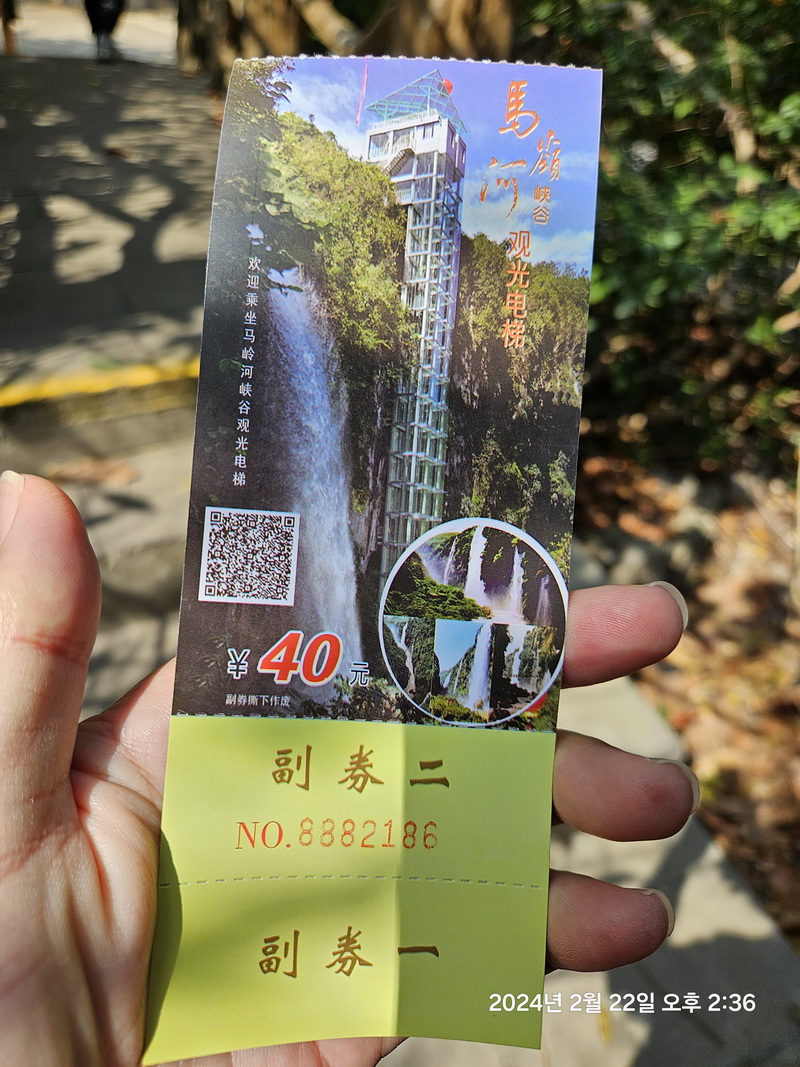 馬嶺河
峡谷
观光电梯
欢迎乘坐马岭河峡谷观光电梯
¥40元
副券撕下作废
副券二
NO.8882186
副券一
2024년 2월 22일 오후 2:36